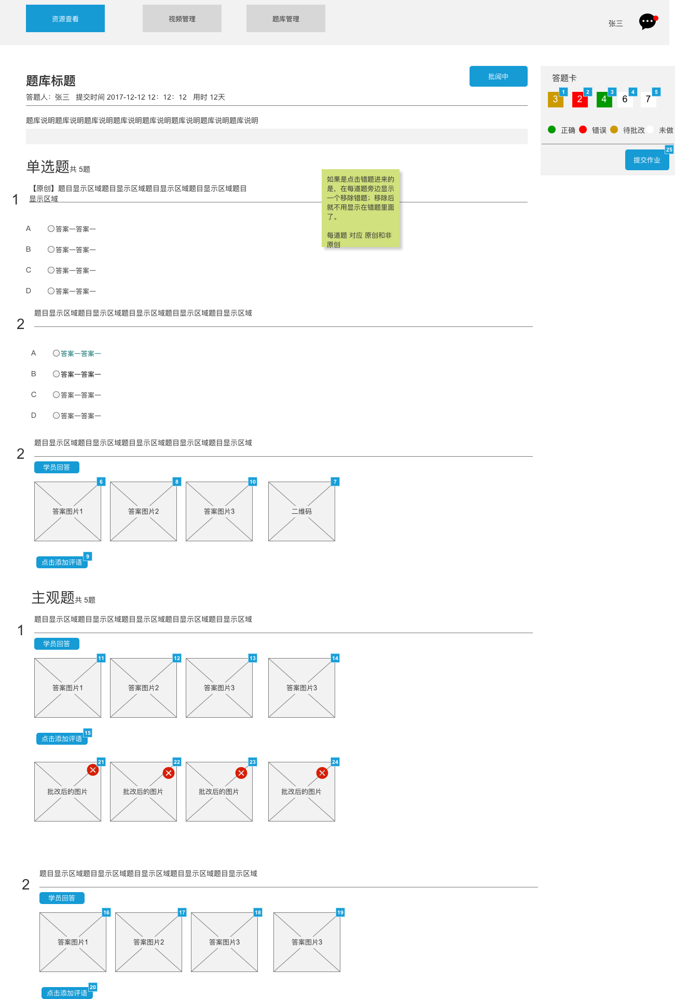 资源查看
视频管理
题库管理
张三
题库标题
批阅中
答题人：张三 提交时间 2017-12-12 12：12：12 用时 12天
题库说明题库说明题库说明题库说明题库说明题库说明题库说明题库说明
答题卡
3 1
2 2
4 3
6 4
7 5
正确 错误 待批改 未做
提交作业 25
单选题共 5题
如果是点击错题进来的
是，在每道题旁边显示
一个移除错题；移除后
就不用显示在错题里面
了。
每道题 对应 原创和非
原创
1
【原创】题目显示区域题目显示区域题目显示区域题目显示区域题目
显示区域
A 答案一答案一
B 答案一答案一
C 答案一答案一
D 答案一答案一
2
题目显示区域题目显示区域题目显示区域题目显示区域题目显示区域
A 答案一答案一
B 答案一答案一
C 答案一答案一
D 答案一答案一
2
题目显示区域题目显示区域题目显示区域题目显示区域题目显示区域
学员回答
答案图片1 6
答案图片2 8
答案图片3 10
二维码 7
点击添加评语 9
主观题共 5题
1
题目显示区域题目显示区域题目显示区域题目显示区域题目显示区域
学员回答
答案图片1 11
答案图片2 12
答案图片3 13
答案图片3 14
点击添加评语 15
批改后的图片 21
批改后的图片 22
批改后的图片 23
批改后的图片 24
2
题目显示区域题目显示区域题目显示区域题目显示区域题目显示区域
学员回答
答案图片1 16
答案图片2 17
答案图片3 18
答案图片3 19
点击添加评语 20